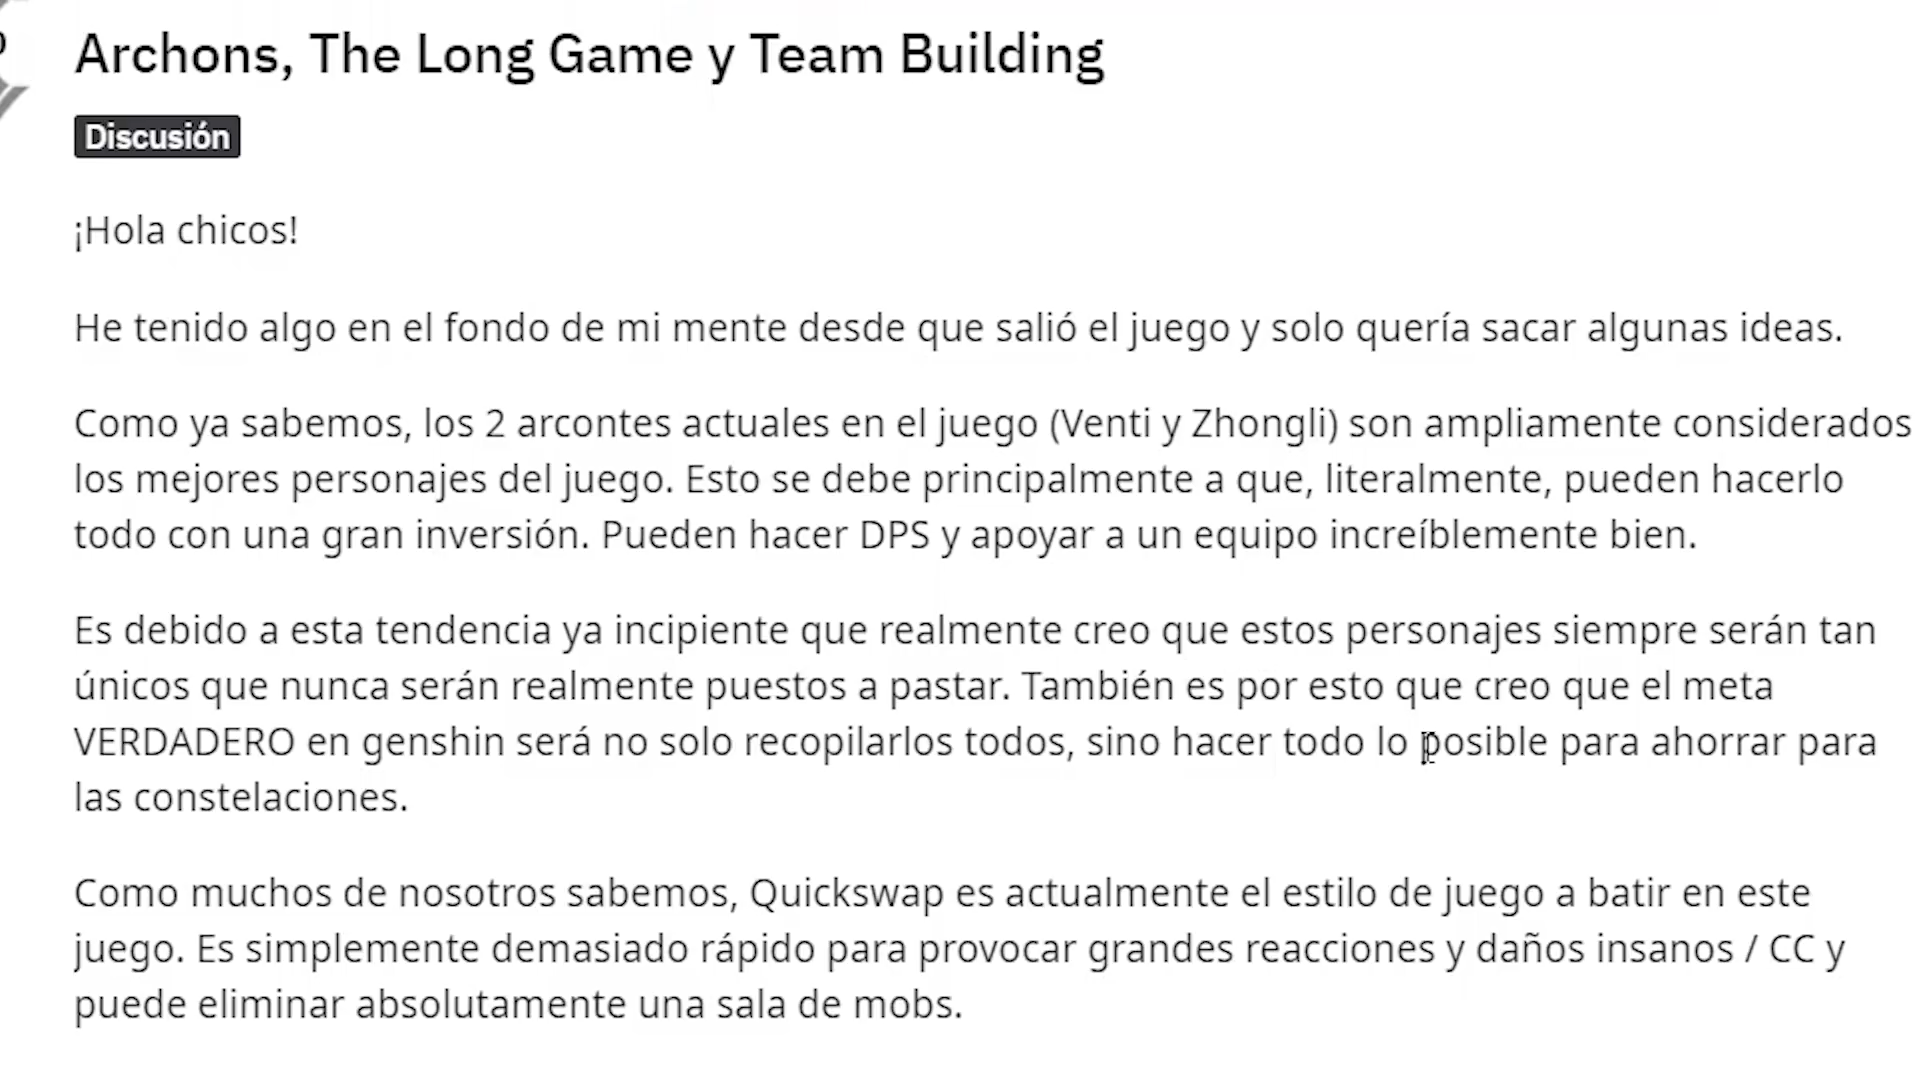 Archons, The Long Game y Team Building
Discusión
¡Hola chicos!
He tenido algo en el fondo de mi mente desde que salió el juego y solo quería sacar algunas ideas.
Como ya sabemos, los 2 arcontes actuales en el juego (Venti y Zhongli) son ampliamente considerados
los mejores personajes del juego. Esto se debe principalmente a que, literalmente, pueden hacerlo
todo con una gran inversión. Pueden hacer DPS y apoyar a un equipo increíblemente bien.
Es debido a esta tendencia ya incipiente que realmente creo que estos personajes siempre serán tan
únicos que nunca serán realmente puestos a pastar. También es por esto que creo que el meta
VERDADERO en genshin será no solo recopilarlos todos, sino hacer todo lo posible para ahorrar para
las constelaciones.
Como muchos de nosotros sabemos, Quickswap es actualmente el estilo de juego a batir en este
juego. Es simplemente demasiado rápido para provocar grandes reacciones y daños insanos / CC y
puede eliminar absolutamente una sala de mobs.